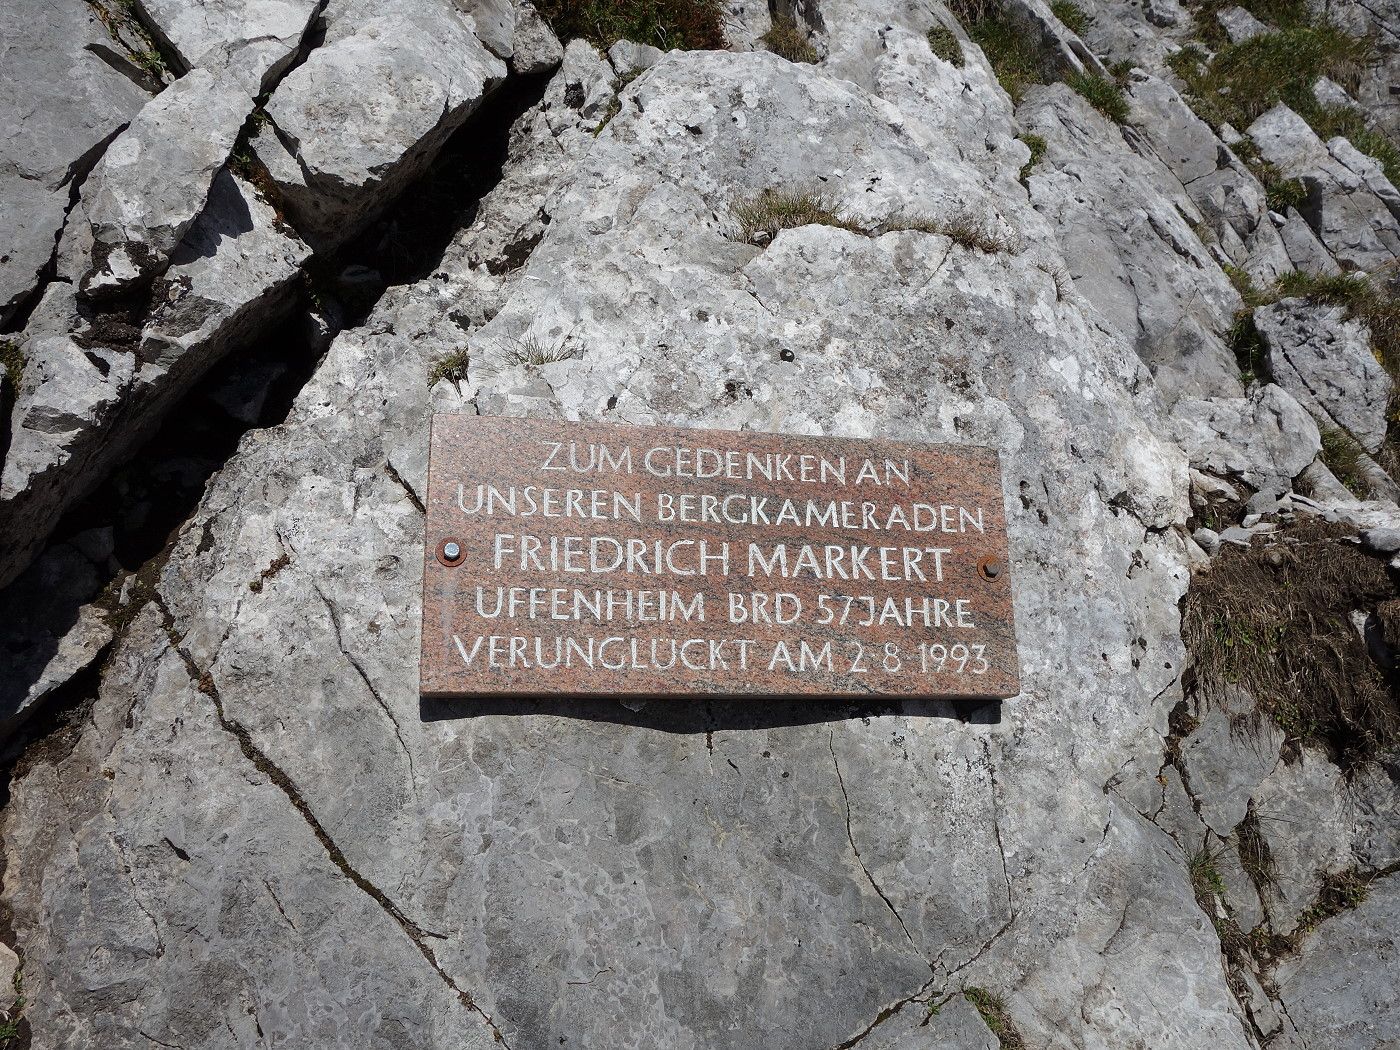 ZUM GEDENKEN AN
UNSEREN BERGKAMERADEN
FRIEDRICH MARKERT
UFFENHEIM BRD 57JAHRE
VERUNGLÜCKT AM 2·8·1993